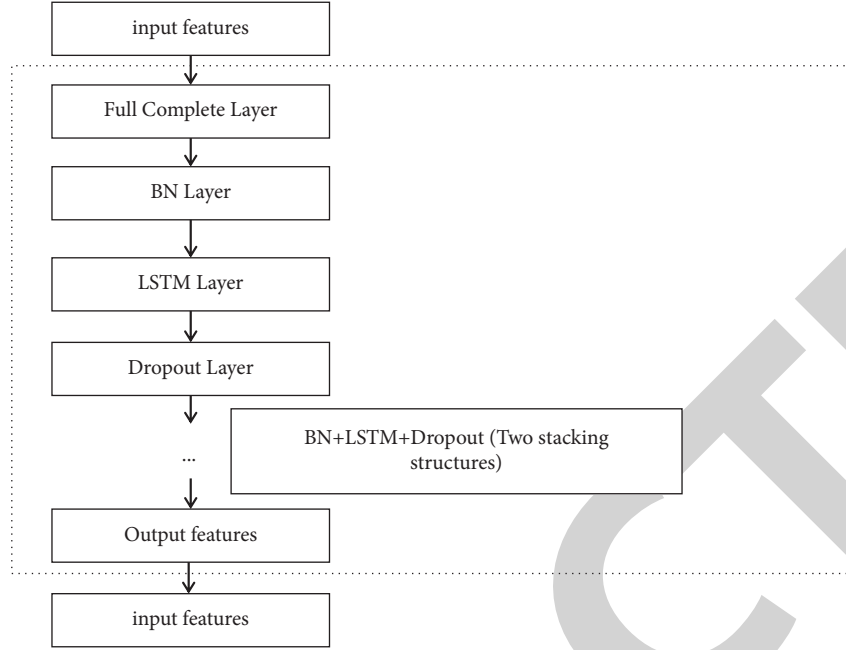 input features
Full Complete Layer
BN Layer
LSTM Layer
Dropout Layer
BN+LSTM+Dropout (Two stacking
structures)
...
Output features
input features
CT